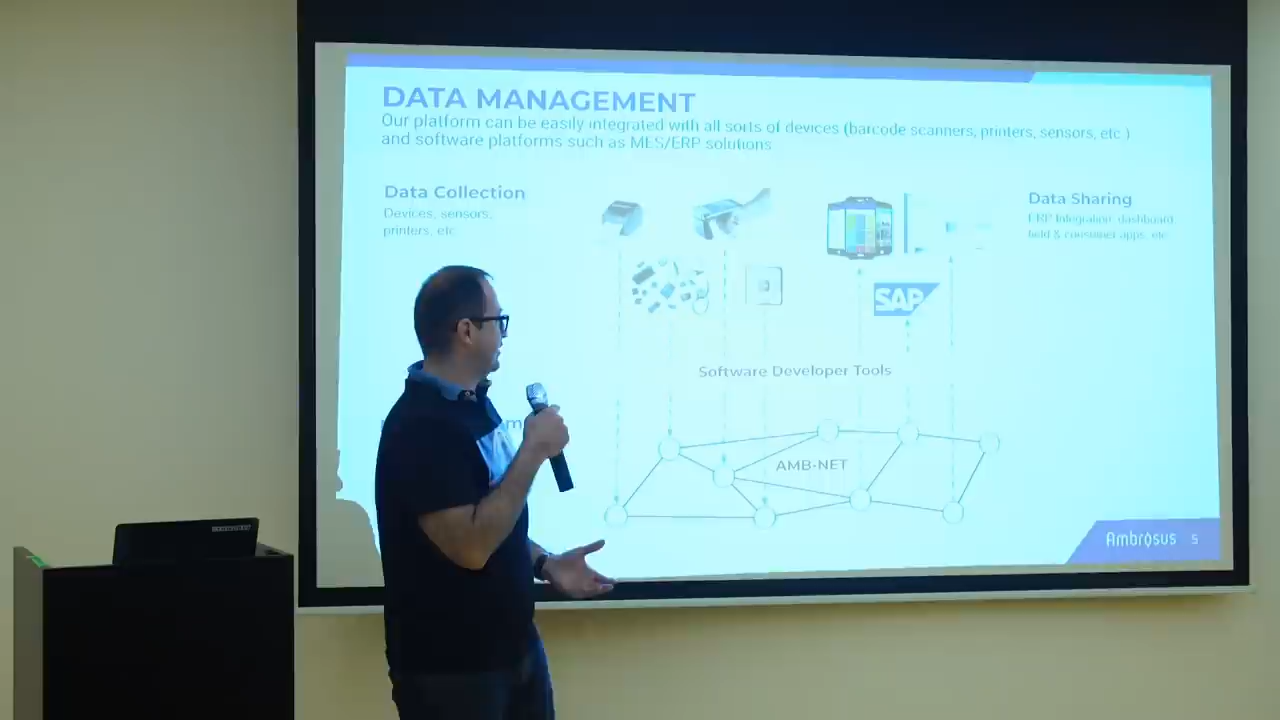 DATA MANAGEMENT
Our platform can be easily integrated with all sorts of devices (barcode scanners, printers, sensors, etc.)
and software platforms such as MES/ERP solutions
Data Collection
Devices, sensors,
printers, etc.
Data Sharing
ERP Integration, dashboard,
field & consumer apps, etc.
SAP
Software Developer Tools
AMB-NET
Ambrosus 5